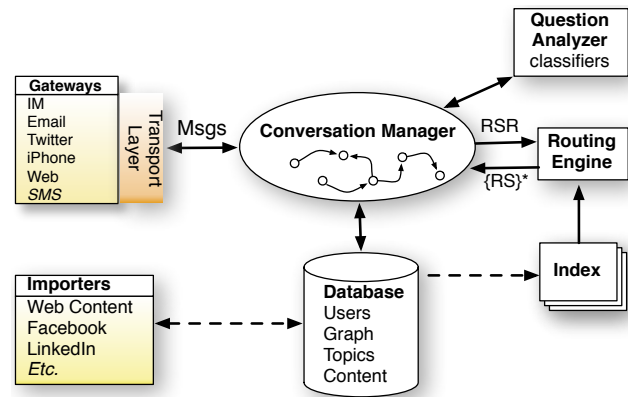 Question
Analyzer
classifiers
Gateways
IM
Email
Twitter
iPhone
Web
SMS
Transport
Layer
Msgs
Conversation Manager
RSR
{RS}*
Routing
Engine
Index
Importers
Web Content
Facebook
LinkedIn
Etc.
Database
Users
Graph
Topics
Content